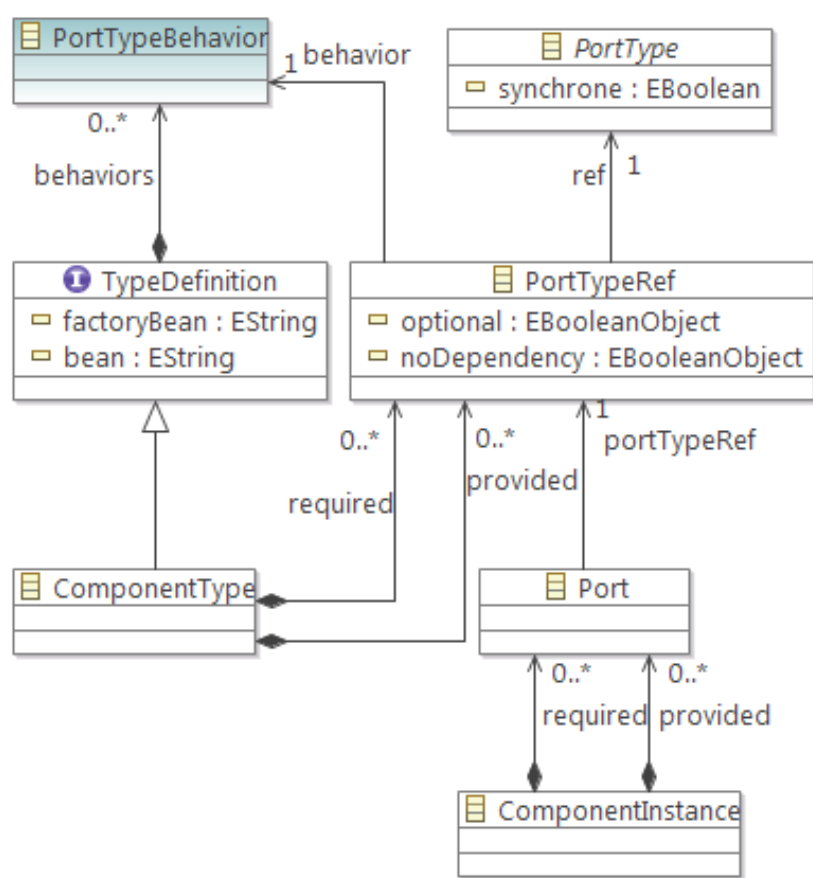 PortTypeBehavior
1 behavior
PortType
synchrone : EBoolean
0..*
behaviors
ref
1
I TypeDefinition
factoryBean : EString
bean : EString
PortTypeRef
optional : EBooleanObject
noDependency : EBooleanObject
0..*
required
0..*
provided
1
portTypeRef
ComponentType
Port
0..*
required
0..*
provided
ComponentInstance